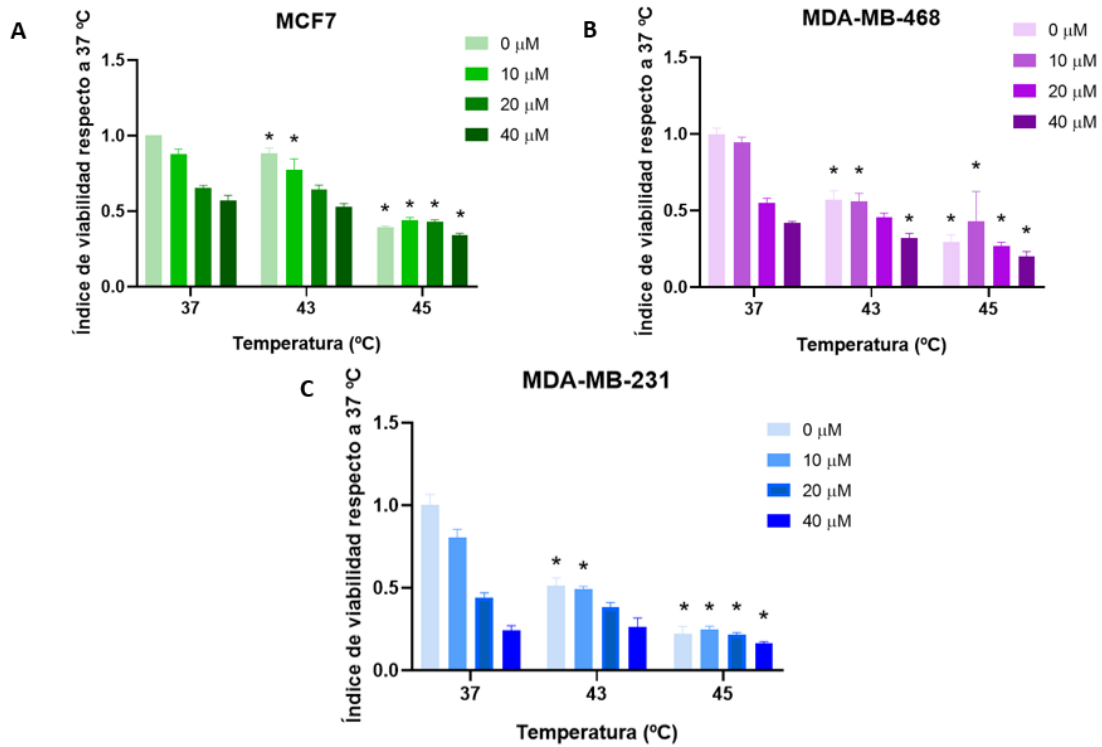 A
MCF7
Índice de viabilidad respecto a 37 ºC
1.5
1.0
0.5
0.0
* *
* * * *
37 43 45
Temperatura (ºC)
0 μM
10 μM
20 μM
40 μM
B
MDA-MB-468
Índice de viabilidad respecto a 37 ºC
1.5
1.0
0.5
0.0
* * *
* * * *
37 43 45
Temperatura (ºC)
0 μM
10 μM
20 μM
40 μM
C
MDA-MB-231
Índice de viabilidad respecto a 37 ºC
1.5
1.0
0.5
0.0
* *
* * * *
37 43 45
Temperatura (ºC)
0 μM
10 μM
20 μM
40 μM